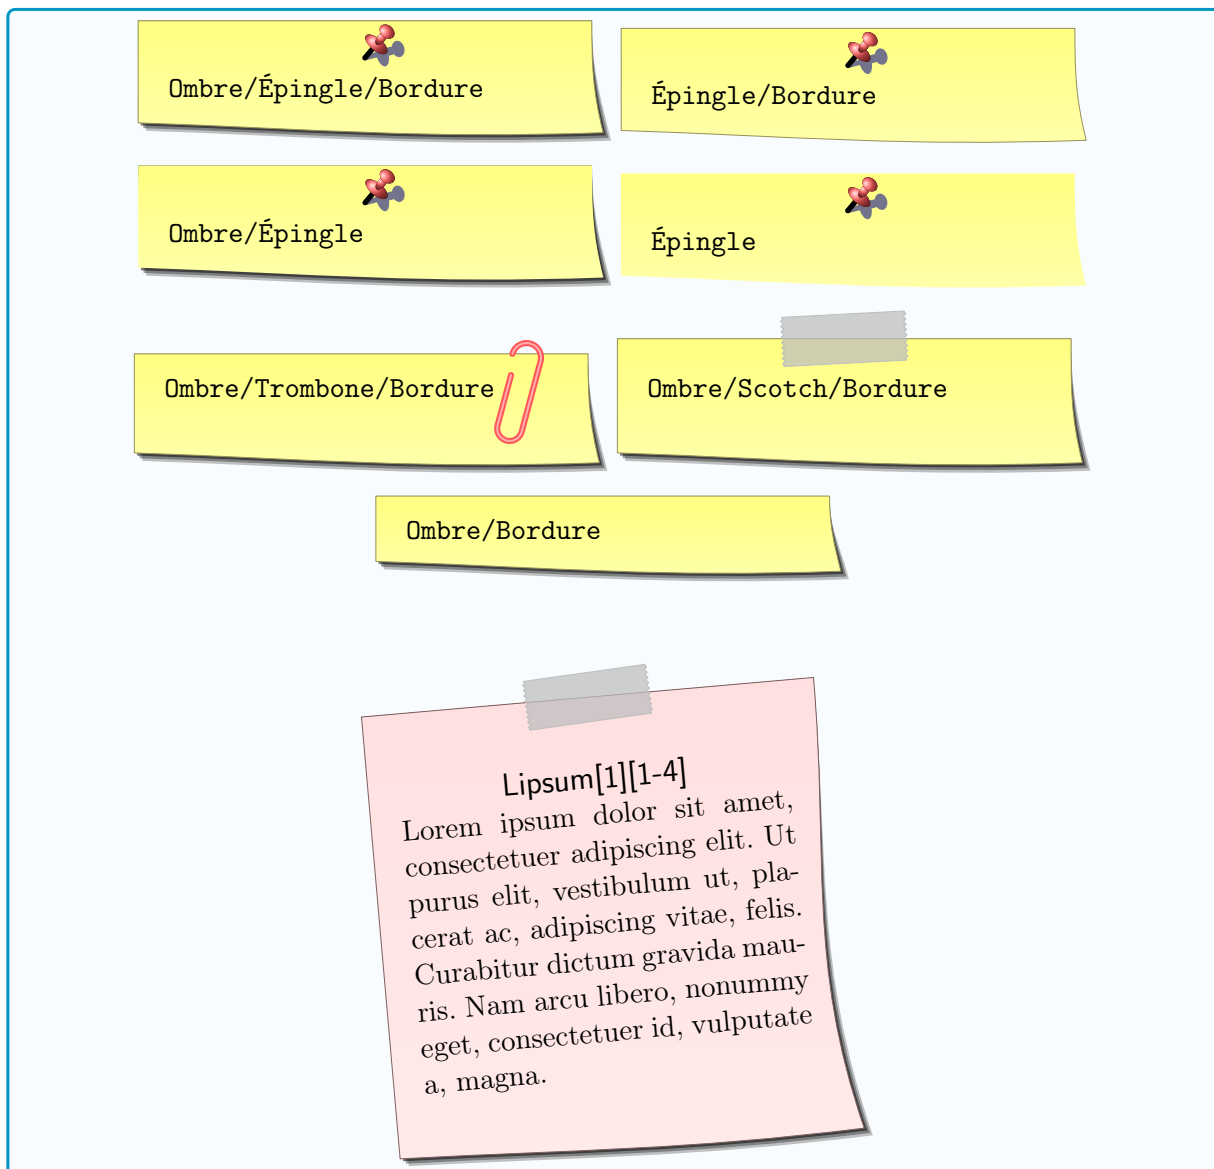 Ombre/Épingle/Bordure
Épingle/Bordure
Ombre/Épingle
Épingle
Ombre/Trombone/Bordure
Ombre/Scotch/Bordure
Ombre/Bordure
Lipsum[1][1-4]
Lorem ipsum dolor sit amet,
consectetuer adipiscing elit. Ut
purus elit, vestibulum ut, pla-
cerat ac, adipiscing vitae, felis.
Curabitur dictum gravida mau-
ris. Nam arcu libero, nonummy
eget, consectetuer id, vulputate
a, magna.